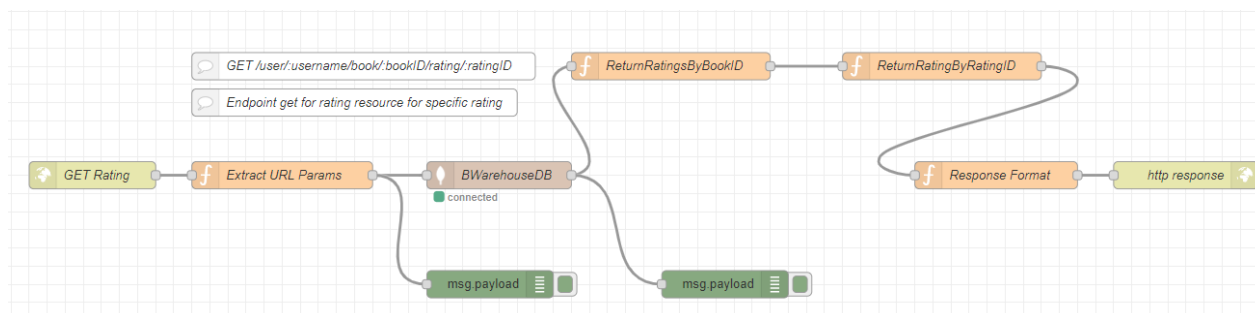 GET /user/:username/book/:bookID/rating/:ratingID
ReturnRatingsByBookID
ReturnRatingByRatingID
Endpoint get for rating resource for specific rating
GET Rating
Extract URL Params
BWarehouseDB
Response Format
http response
connected
msg.payload
msg.payload